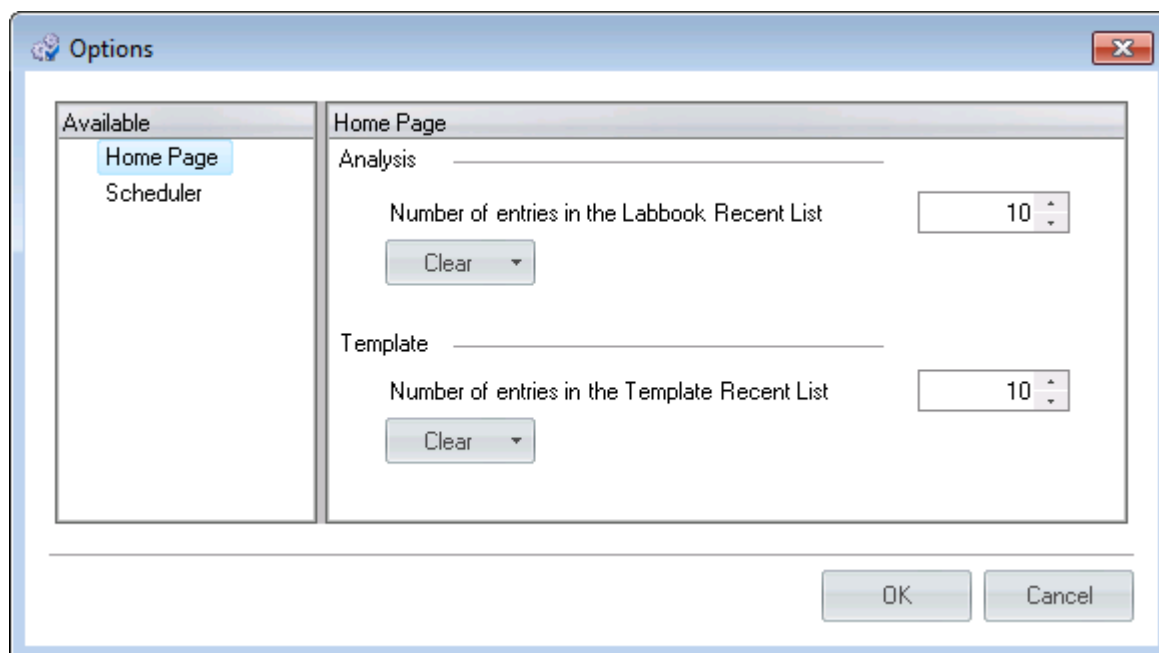 Options
Available
Home Page
Scheduler
Home Page
Analysis
Number of entries in the Labbook Recent List 10
Clear
Template
Number of entries in the Template Recent List 10
Clear
OK Cancel